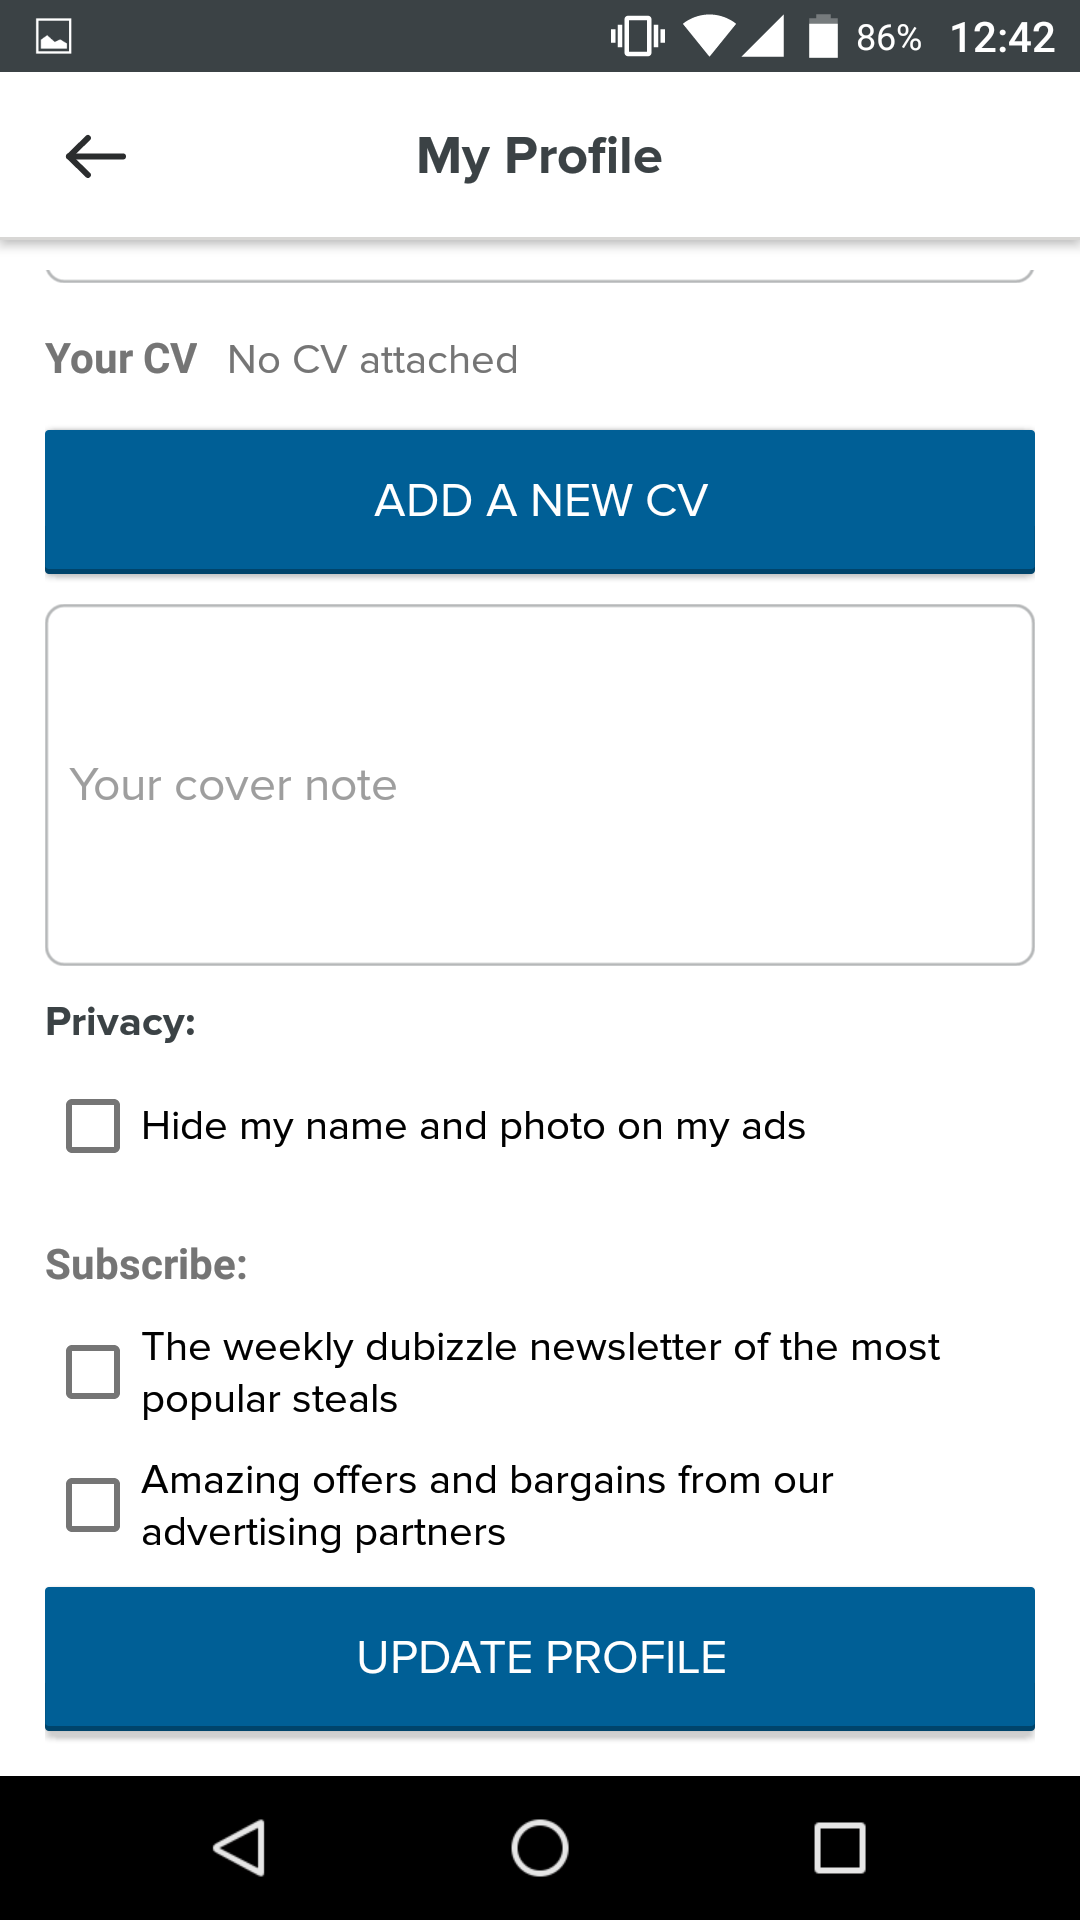 86% 12:42
My Profile
Your CV No CV attached
ADD A NEW CV
Your cover note
Privacy:
Hide my name and photo on my ads
Subscribe:
The weekly dubizzle newsletter of the most
popular steals
Amazing offers and bargains from our
advertising partners
UPDATE PROFILE